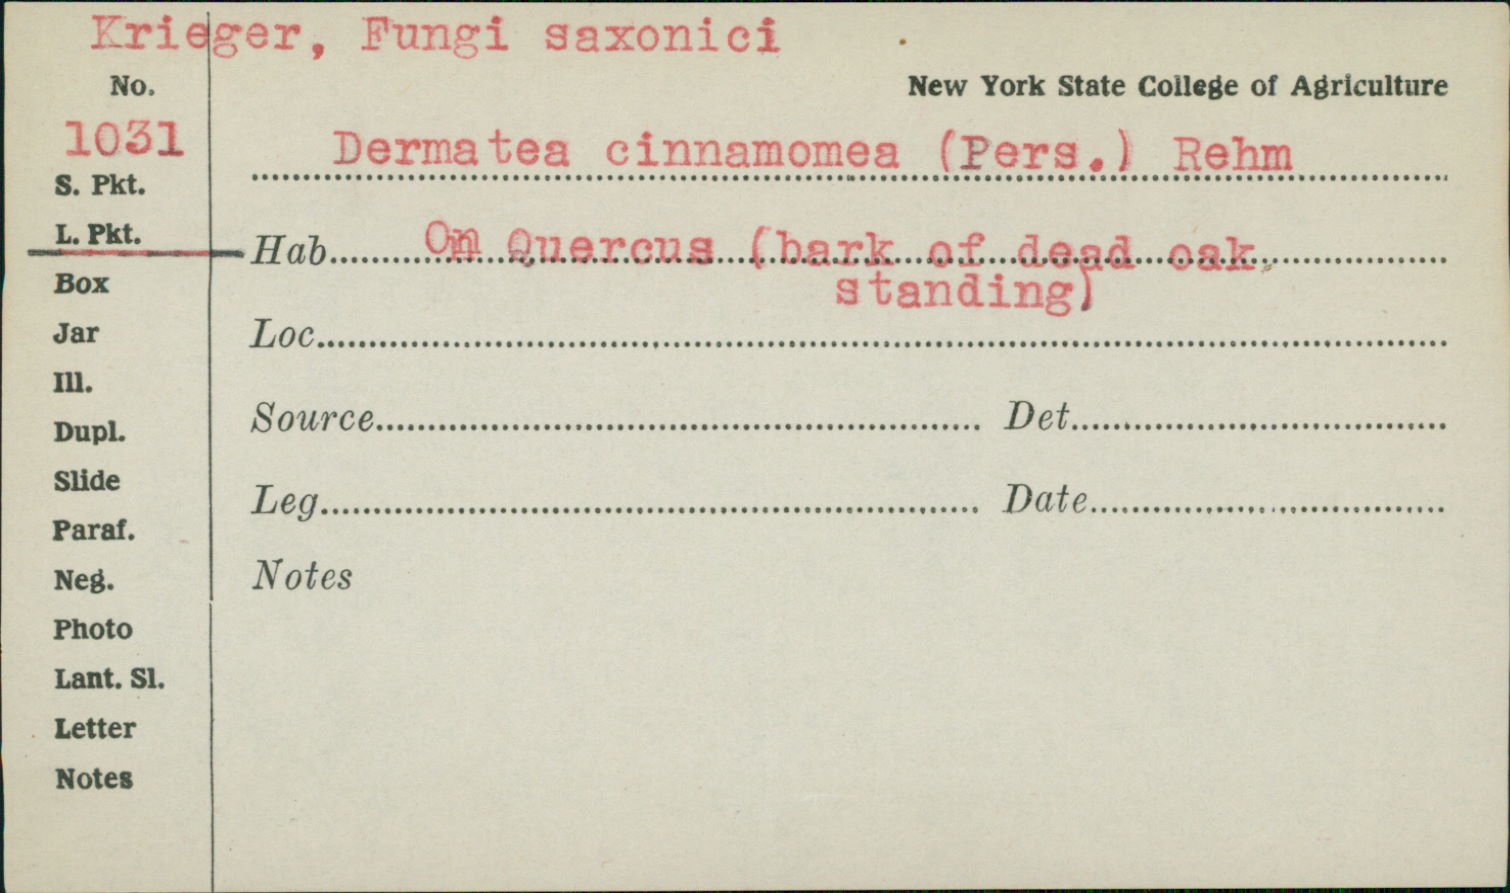 Krieger, Fungi saxonici
No.
New York State College of Agriculture
1031
Dermatea cinnamomea (Pers.) Rehm
S. Pkt.
L. Pkt.
Hab. On Quercus (bark of dead oak,
standing)
Box
Jar
Loc.
Ill.
Dupl.
Source Det.
Slide
Leg. Date
Paraf.
Neg.
Notes
Photo
Lant. Sl.
Letter
Notes